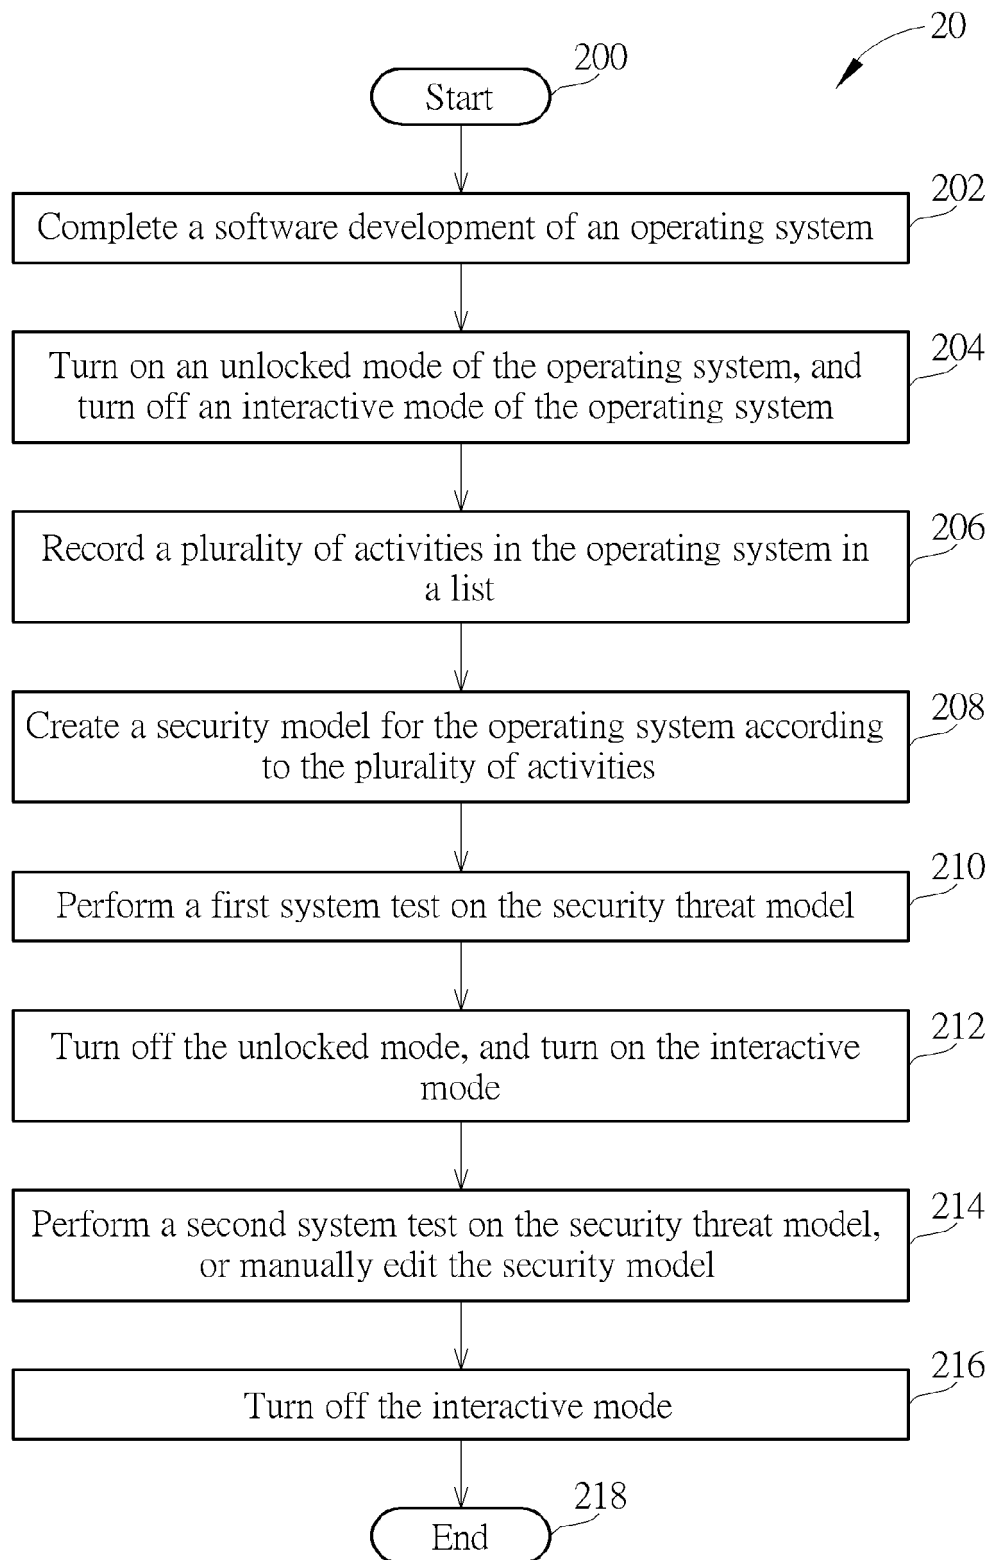 20
200
Start
202
Complete a software development of an operating system
204
Turn on an unlocked mode of the operating system, and
turn off an interactive mode of the operating system
206
Record a plurality of activities in the operating system in
a list
208
Create a security model for the operating system according
to the plurality of activities
210
Perform a first system test on the security threat model
212
Turn off the unlocked mode, and turn on the interactive
mode
214
Perform a second system test on the security threat model,
or manually edit the security model
216
Turn off the interactive mode
218
End